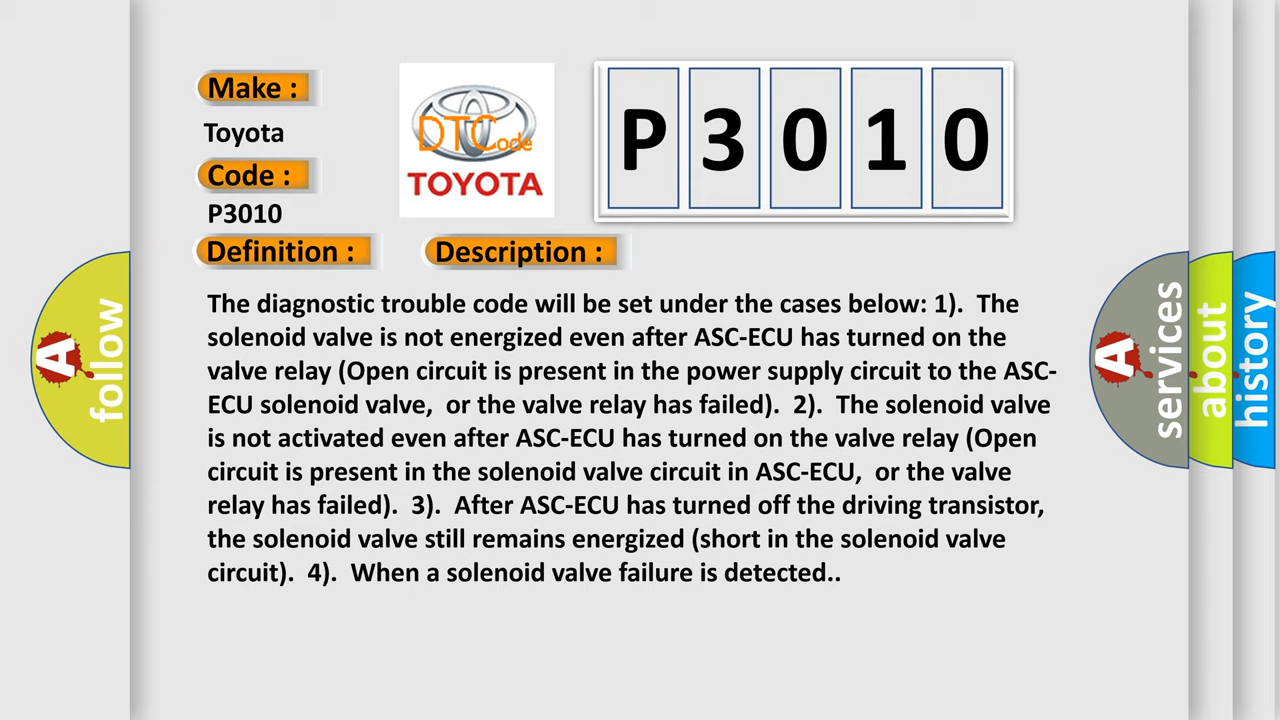 Make :
Toyota
Code :
P3010
Definition :
Description :
DTCode
TOYOTA
P3010
The diagnostic trouble code will be set under the cases below: 1). The
solenoid valve is not energized even after ASC-ECU has turned on the
valve relay (Open circuit is present in the power supply circuit to the ASC-
ECU solenoid valve, or the valve relay has failed). 2). The solenoid valve
is not activated even after ASC-ECU has turned on the valve relay (Open
circuit is present in the solenoid valve circuit in ASC-ECU, or the valve
relay has failed). 3). After ASC-ECU has turned off the driving transistor,
the solenoid valve still remains energized (short in the solenoid valve
circuit). 4). When a solenoid valve failure is detected..
A
follow
A
services
about
history